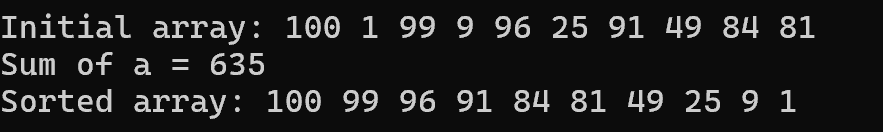 Initial array: 100 1 99 9 96 25 91 49 84 81
Sum of a = 635
Sorted array: 100 99 96 91 84 81 49 25 9 1